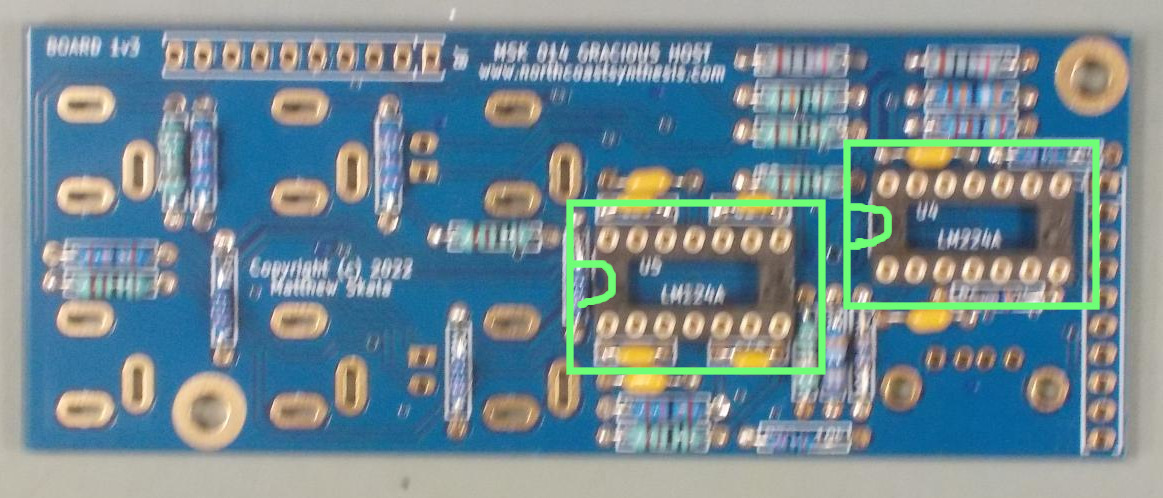 BOARD 1v3
MSK 014 GRACIOUS HOST
www.northcoastsynthesis.com
U4
LM224A
Copyright (c) 2022
Matthew Skala
U5
LM224A